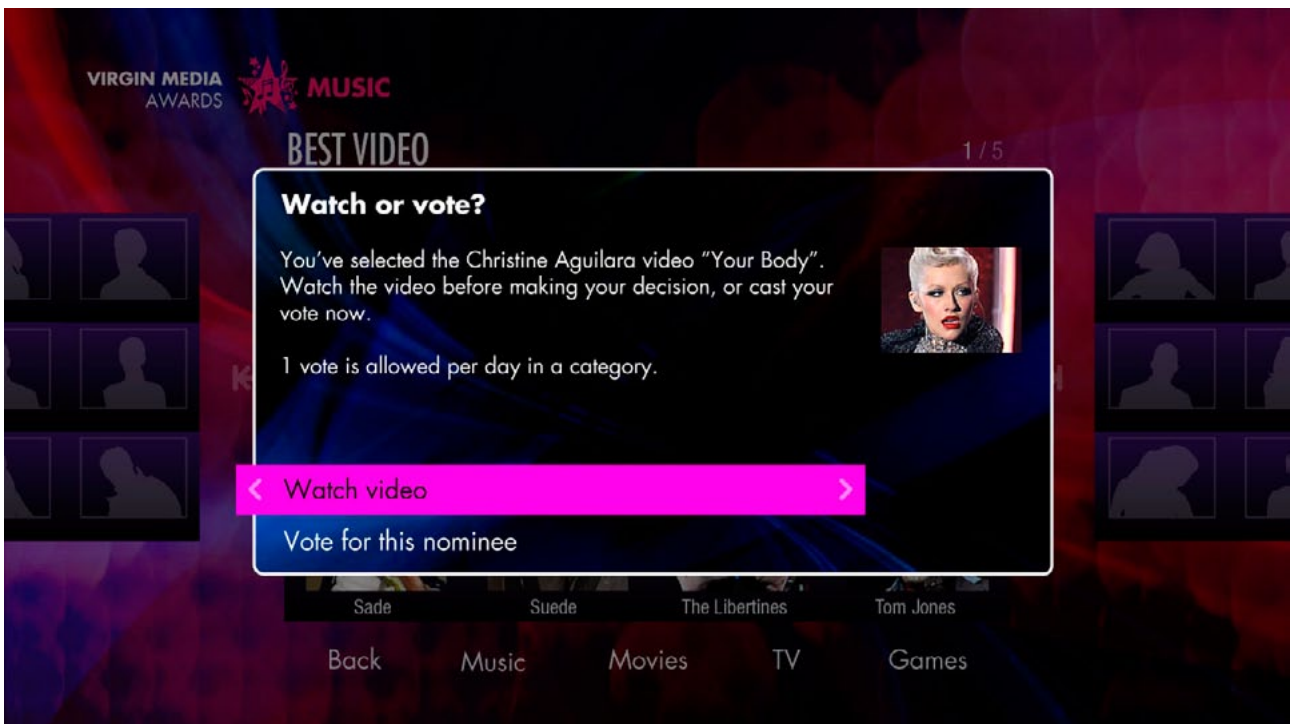 VIRGIN MEDIA
AWARDS
MUSIC
BEST VIDEO
1 / 5
Watch or vote?
You've selected the Christine Aguilara video “Your Body”.
Watch the video before making your decision, or cast your
vote now.
1 vote is allowed per day in a category.
Watch video
Vote for this nominee
Sade Suede The Libertines Tom Jones
Back Music Movies TV Games